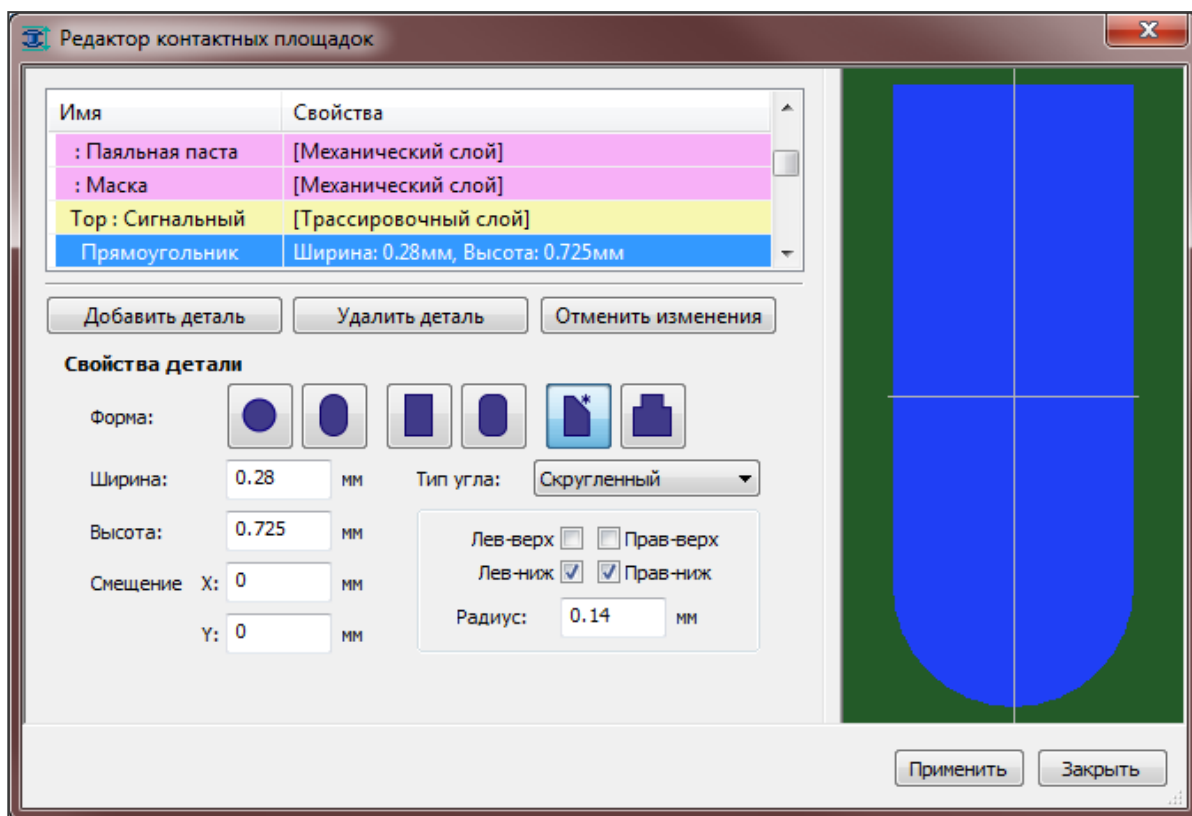 Редактор контактных площадок
Имя Свойства
: Паяльная паста [Механический слой]
: Маска [Механический слой]
Top : Сигнальный [Трассировочный слой]
Прямоугольник Ширина: 0.28мм, Высота: 0.725мм
Добавить деталь Удалить деталь Отменить изменения
Свойства детали
Форма:
Ширина: 0.28 мм Тип угла: Скругленный
Высота: 0.725 мм Лев-верх Прав-верх
Лев-ниж Прав-ниж
Смещение X: 0 мм
Радиус: 0.14 мм
Y: 0 мм
Применить Закрыть